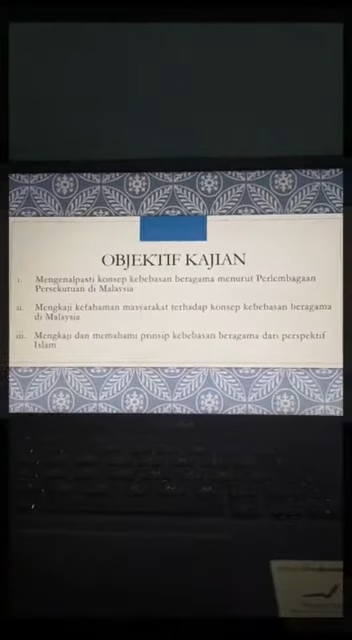 OBJEKTIF KAJIAN
i. Mengenalpasti konsep kebebasan beragama menurut Perlembagaan
Persekutuan di Malaysia
ii. Mengkaji kefahaman masyarakat terhadap konsep kebebasan beragama
di Malaysia
iii. Mengkaji dan memahami prinsip kebebasan beragama dari perspektif
Islam